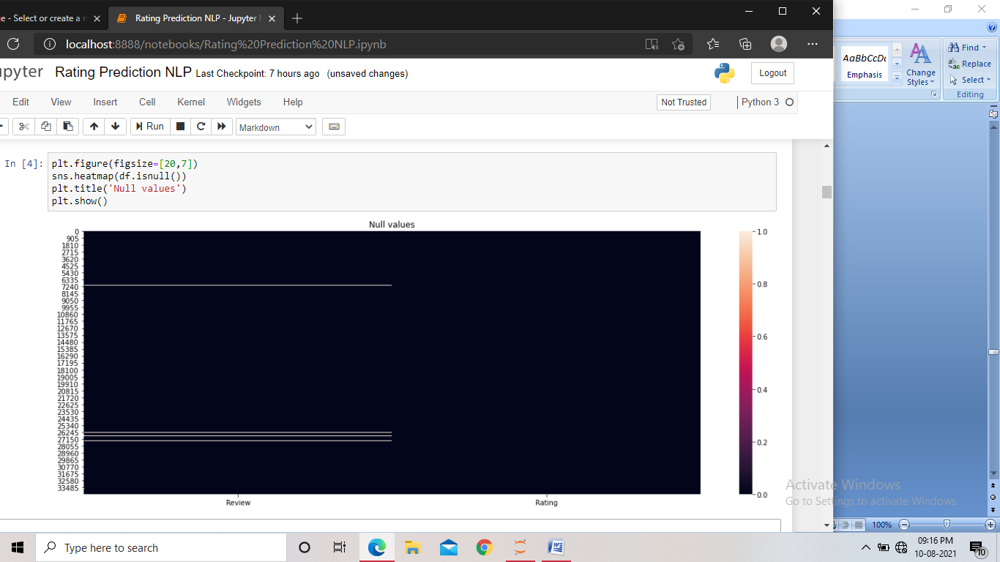 e - Select or create a n
Rating Prediction NLP - Jupyter
localhost:8888/notebooks/Rating%20Prediction%20NLP.ipynb
AaBbCcDc
Emphasis
Change
Styles
Find
Replace
Select
Editing
upyter Rating Prediction NLP Last Checkpoint: 7 hours ago (unsaved changes)
Logout
Edit View Insert Cell Kernel Widgets Help
Not Trusted
Python 3
Run
Markdown
In [4]:
plt.figure(figsize=[20,7])
sns.heatmap(df.isnull())
plt.title('Null values')
plt.show()
Null values
0
905
1810
2715
3620
4525
5430
6335
7240
8145
9050
9955
10860
11765
12670
13575
14480
15385
16290
17195
18100
19005
19910
20815
21720
22625
23530
24435
25340
26245
27150
28055
28960
29865
30770
31675
32580
33485
Review Rating
1.0
0.8
0.6
0.4
0.2
0.0
Activate Windows
Go to Settings to activate Windows.
100%
Type here to search
09:16 PM
10-08-2021
10